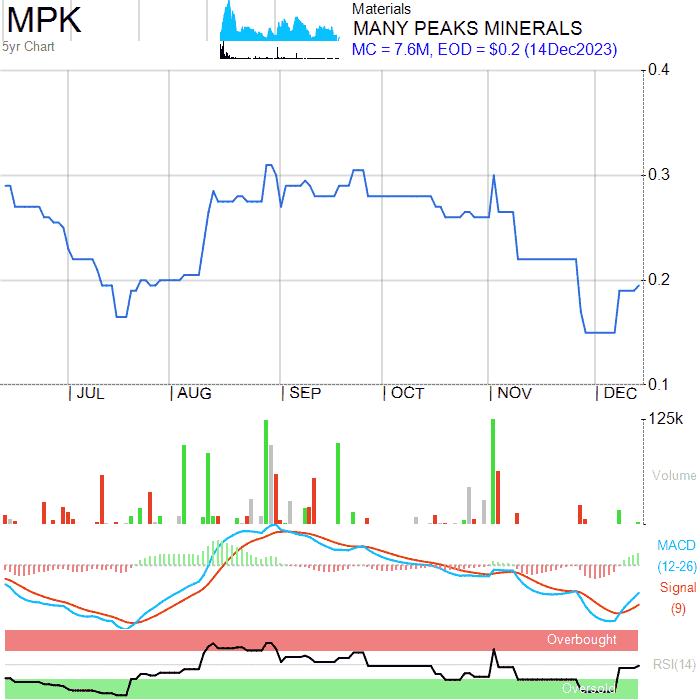 MPK
5yr Chart
Materials
MANY PEAKS MINERALS
MC = 7.6M, EOD = $0.2 (14Dec2023)
0.4
0.3
0.2
0.1
JUL AUG SEP OCT NOV DEC
125k
Volume
MACD
(12-26)
Signal
(9)
Overbought
RSI(14)
Oversold